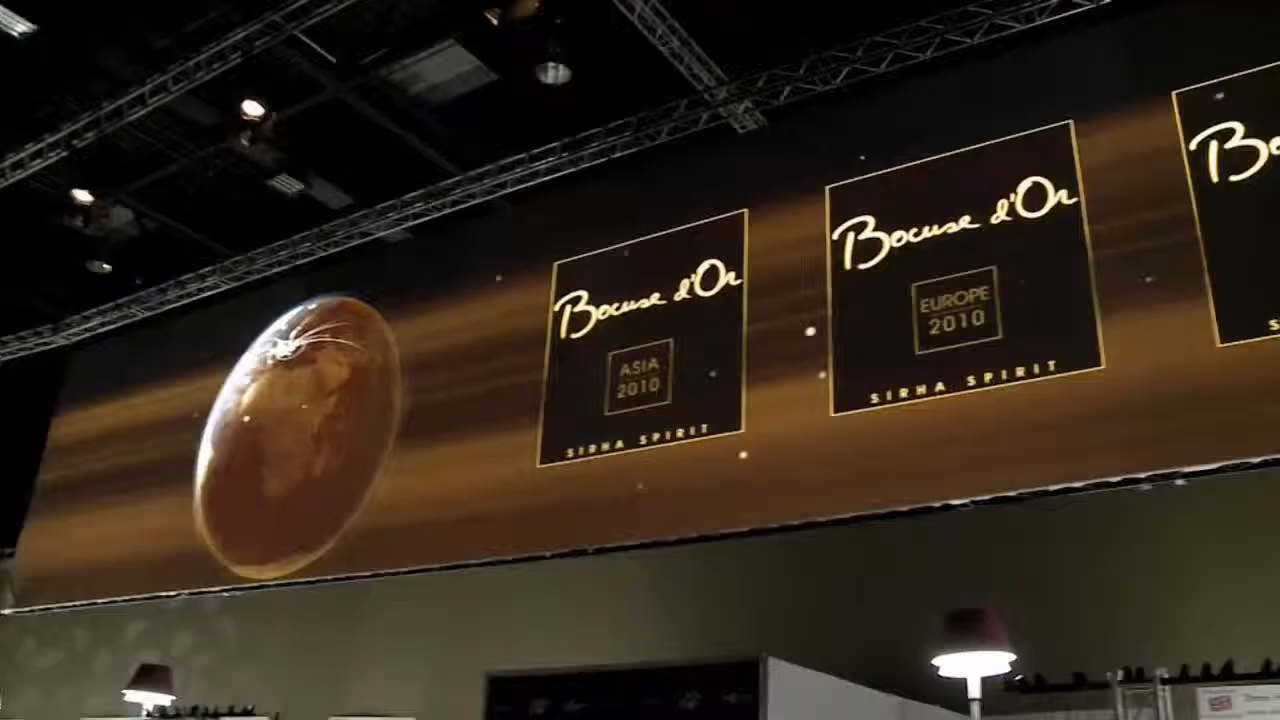 Bocuse d'Or
ASIA
2010
SIRHA SPIRIT
Bocuse d'Or
EUROPE
2010
SIRHA SPIRIT